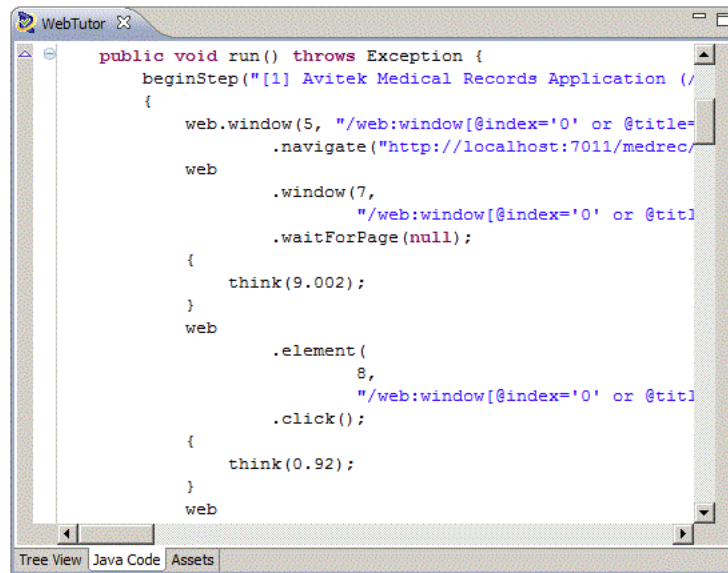 WebTutor
public void run() throws Exception {
beginStep("[1] Avitek Medical Records Application (/
{
web.window(5, "/web:window[@index='0' or @title=
.navigate("http://localhost:7011/medrec/
web
.window(7,
"/web:window[@index='0' or @titl
.waitForPage(null);
{
think(9.002);
}
web
.element(
8,
"/web:window[@index='0' or @titl
.click();
{
think(0.92);
}
web
Tree View Java Code Assets